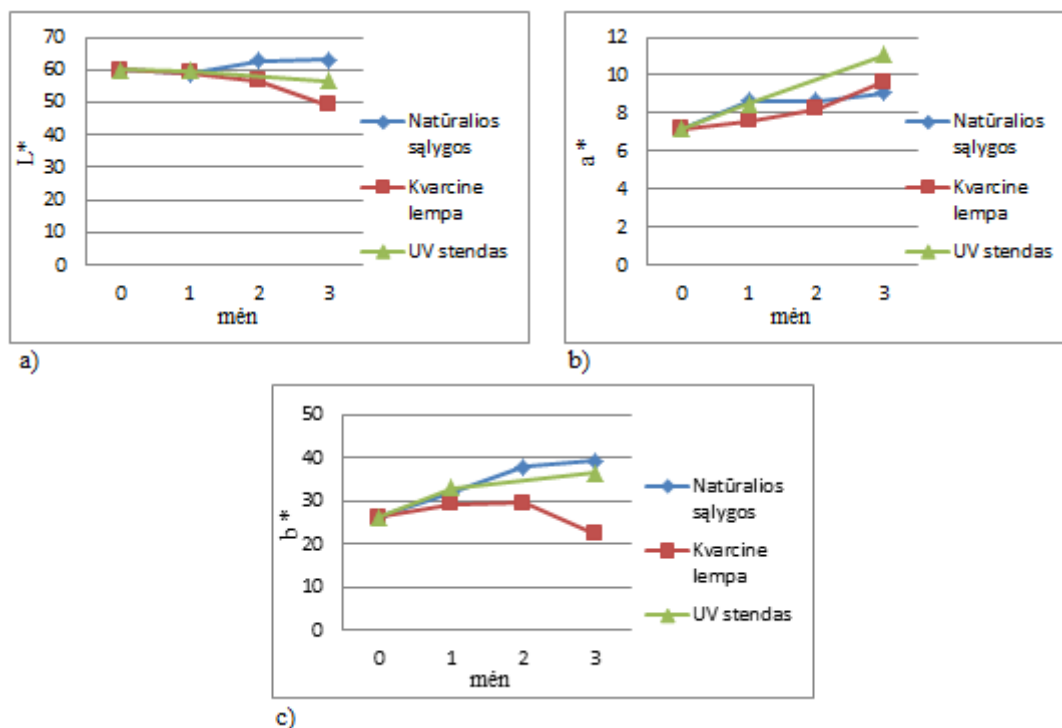 70
60
50
40
30
20
10
0
L*
0 1 2 3
mėn
Natūralios
sąlygos
Kvarcine
lempa
UV stendas
a)
12
10
8
6
4
2
0
a*
0 1 2 3
mėn
Natūralios
sąlygos
Kvarcine
lempa
UV stendas
b)
50
40
30
20
10
0
b*
0 1 2 3
mėn
Natūralios
sąlygos
Kvarcine
lempa
UV stendas
c)